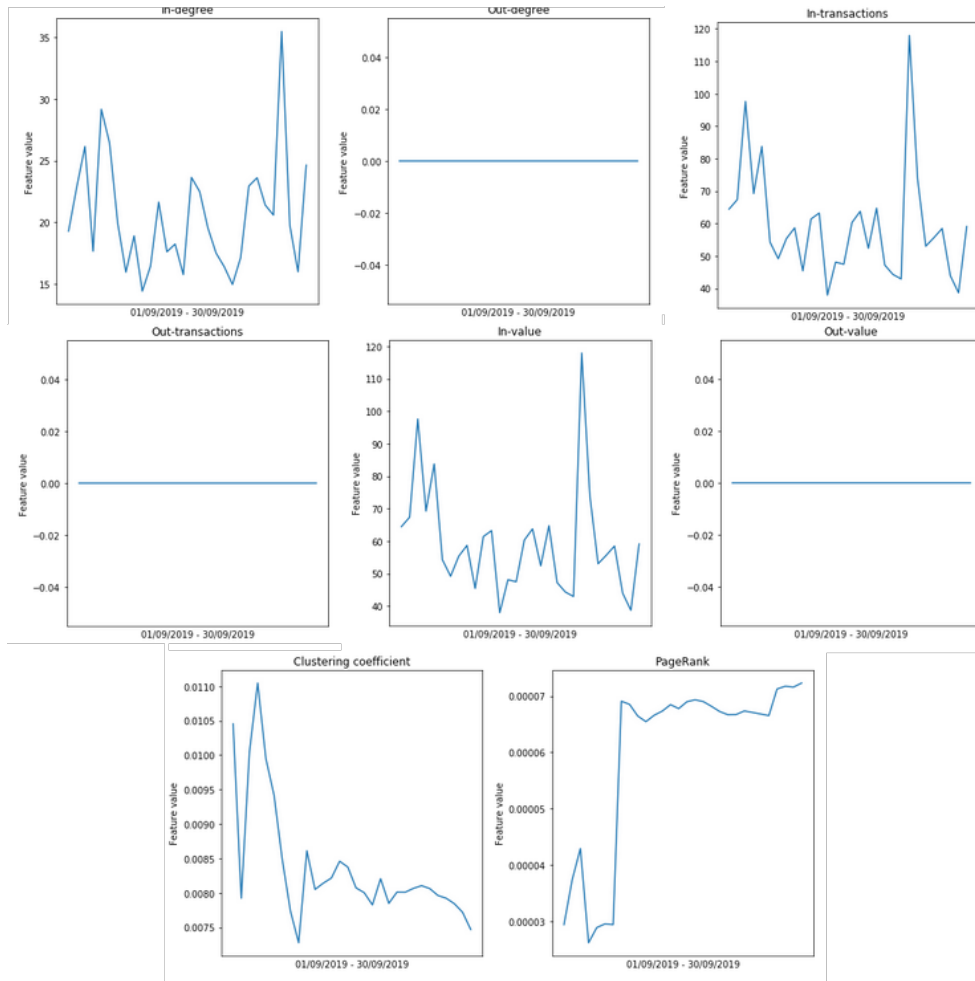 In-degree
Out-degree
In-transactions
35
30
25
20
15
Feature value
01/09/2019 - 30/09/2019
0.04
0.02
0.00
−0.02
−0.04
Feature value
01/09/2019 - 30/09/2019
120
110
100
90
80
70
60
50
40
Feature value
01/09/2019 - 30/09/2019
Out-transactions
In-value
Out-value
0.04
0.02
0.00
−0.02
−0.04
Feature value
01/09/2019 - 30/09/2019
120
110
100
90
80
70
60
50
40
Feature value
01/09/2019 - 30/09/2019
0.04
0.02
0.00
−0.02
−0.04
Feature value
01/09/2019 - 30/09/2019
Clustering coefficient
PageRank
0.0110
0.0105
0.0100
0.0095
0.0090
0.0085
0.0080
0.0075
Feature value
01/09/2019 - 30/09/2019
0.00007
0.00006
0.00005
0.00004
0.00003
Feature value
01/09/2019 - 30/09/2019